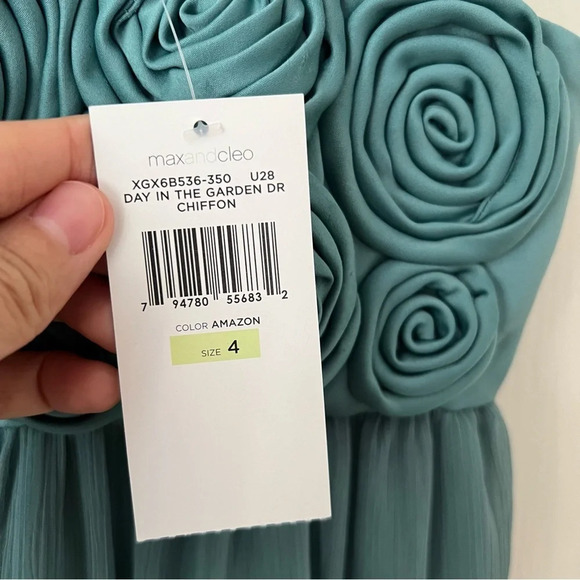 maxandcleo
XGX6B536-350 U28
DAY IN THE GARDEN DR
CHIFFON
7 94780 55683 2
COLOR AMAZON
SIZE 4